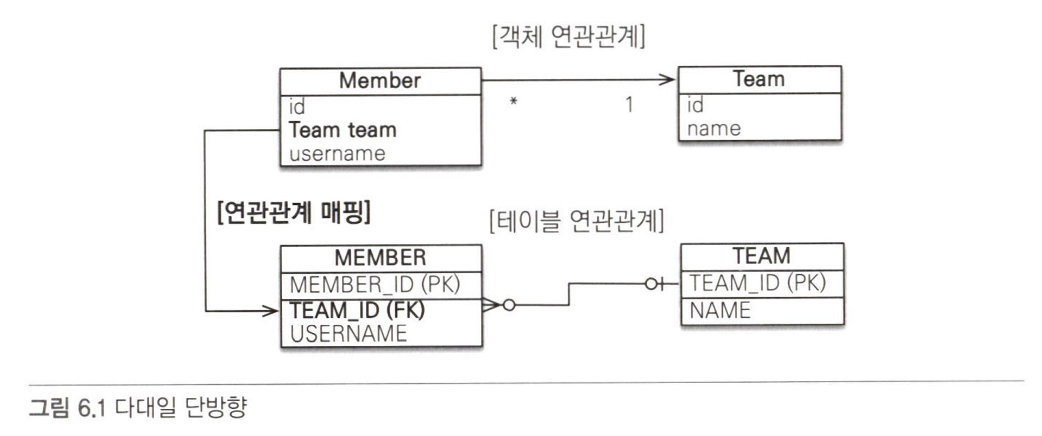 [객체 연관관계]
Member
id
Team team
username
*
1
Team
id
name
[연관관계 매핑]
[테이블 연관관계]
MEMBER
MEMBER_ID (PK)
TEAM_ID (FK)
USERNAME
TEAM
TEAM_ID (PK)
NAME
그림 6.1 다대일 단방향